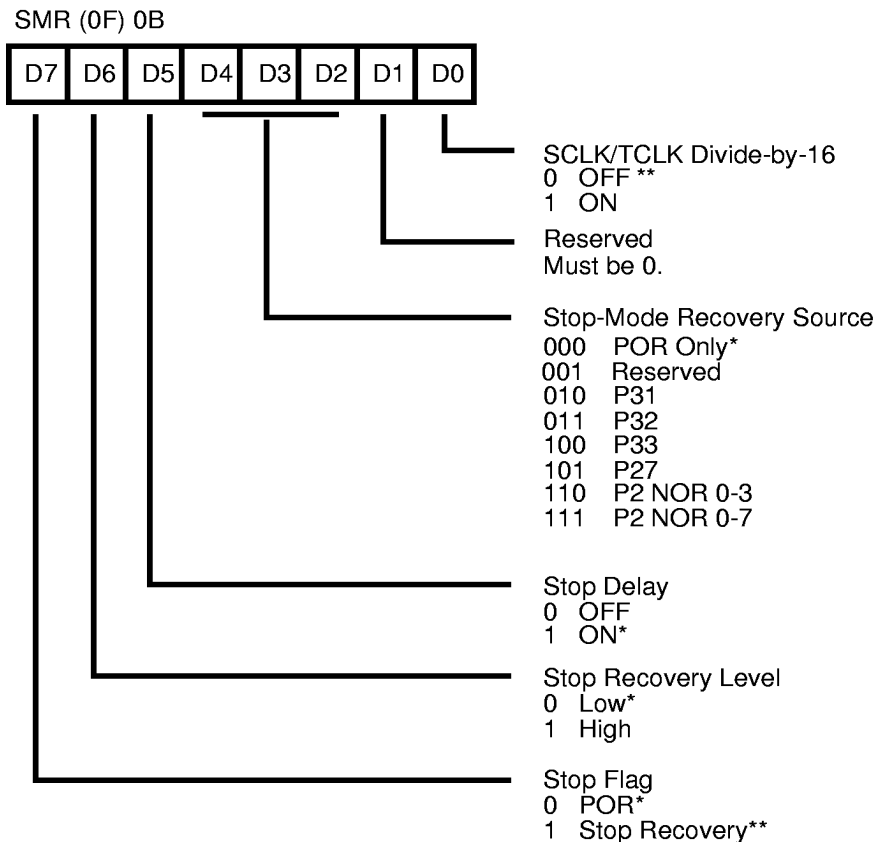 SMR (0F) 0B
D7 D6 D5 D4 D3 D2 D1 D0
SCLK/TCLK Divide-by-16
0 OFF **
1 ON
Reserved
Must be 0.
Stop-Mode Recovery Source
000 POR Only*
001 Reserved
010 P31
011 P32
100 P33
101 P27
110 P2 NOR 0-3
111 P2 NOR 0-7
Stop Delay
0 OFF
1 ON*
Stop Recovery Level
0 Low*
1 High
Stop Flag
0 POR*
1 Stop Recovery**